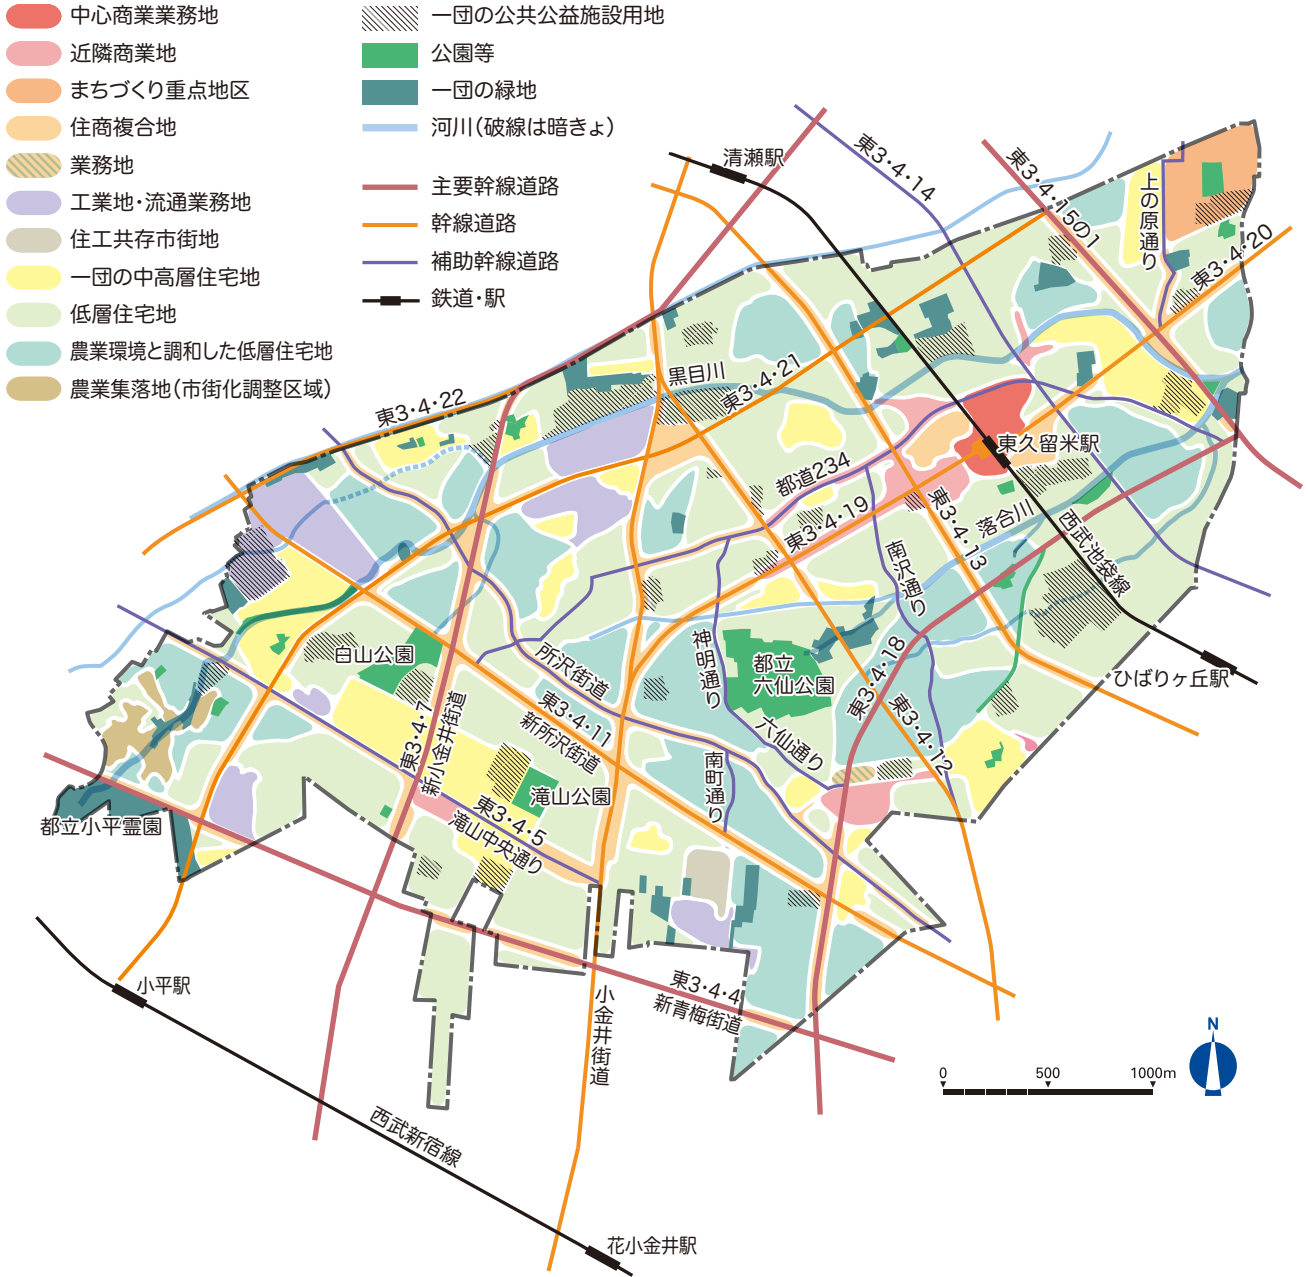 中心商業業務地
近隣商業地
まちづくり重点地区
住商複合地
業務地
工業地・流通業務地
住工共存市街地
一団の中高層住宅地
低層住宅地
農業環境と調和した低層住宅地
農業集落地（市街化調整区域）
一団の公共公益施設用地
公園等
一団の緑地
河川（破線は暗きょ）
主要幹線道路
幹線道路
補助幹線道路
鉄道・駅
清瀬駅
東3・4・14
東3・4・15の1
上の原通り
東3・4・20
黒目川
東3・4・21
東3・4・22
東久留米駅
都道234
東3・4・19
東3・4・13
落合川
西武池袋線
南沢通り
ひばりヶ丘駅
白山公園
所沢街道
神明通り
都立
六仙公園
東3・4・18
東3・4・12
東3・4・7
新小金井街道
東3・4・11
新所沢街道
六仙通り
南町通り
滝山公園
東3・4・5
滝山中央通り
都立小平霊園
小平駅
東3・4・4
新青梅街道
小金井街道
西武新宿線
花小金井駅
N
0
500
1000m